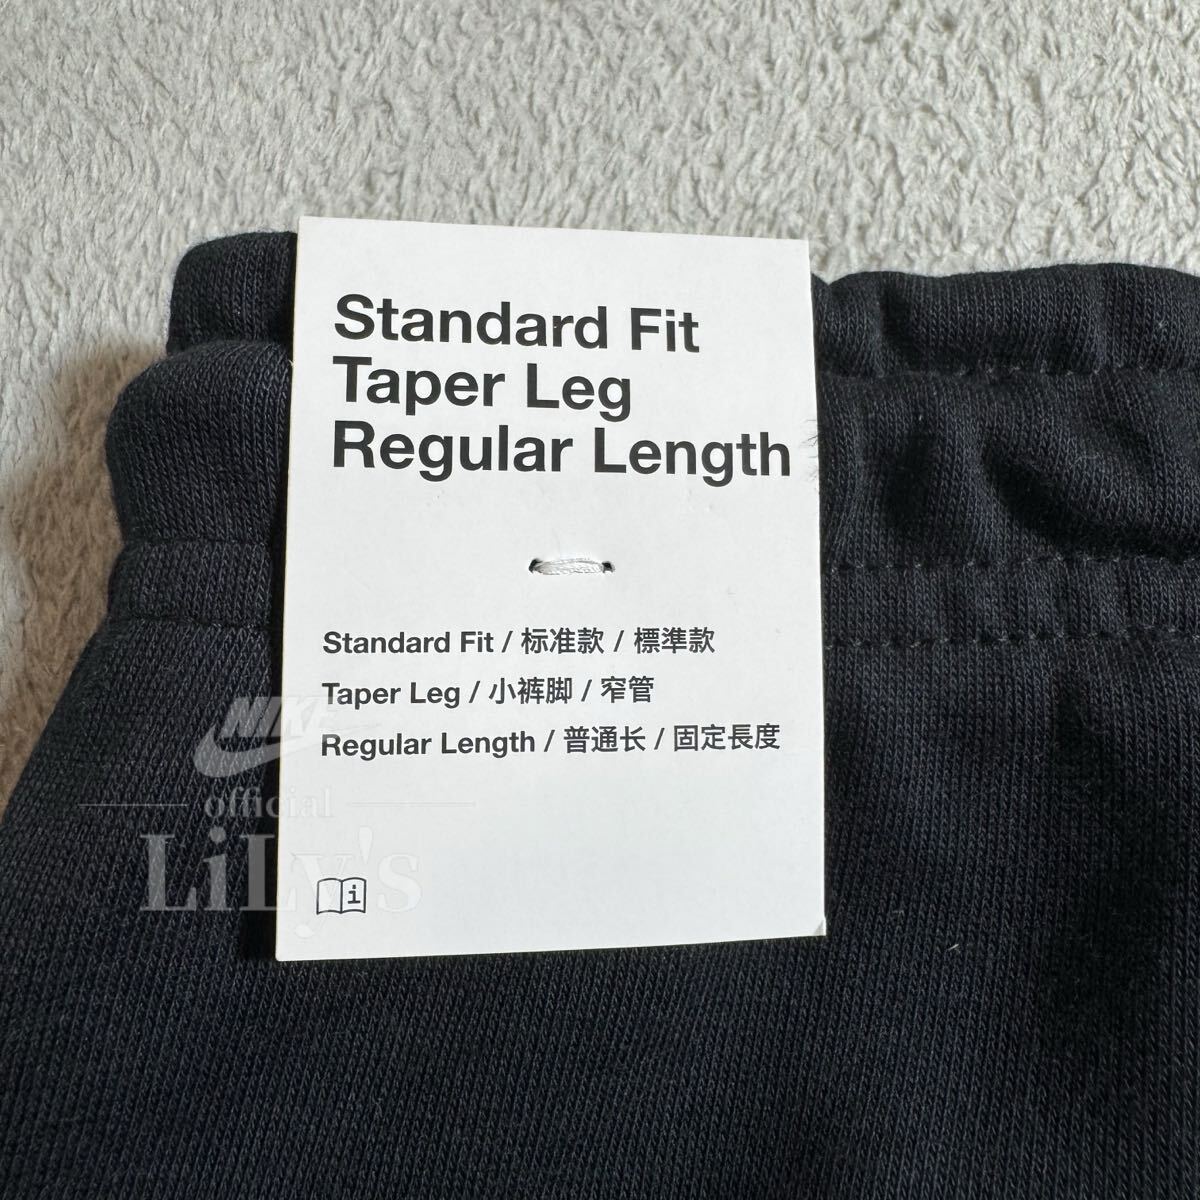 Standard Fit
Taper Leg
Regular Length
Standard Fit / 标准款 / 標準款
Taper Leg / 小裤脚 / 窄管
Regular Length / 普通长 / 固定長度
NIKE
official
LiLy's
i